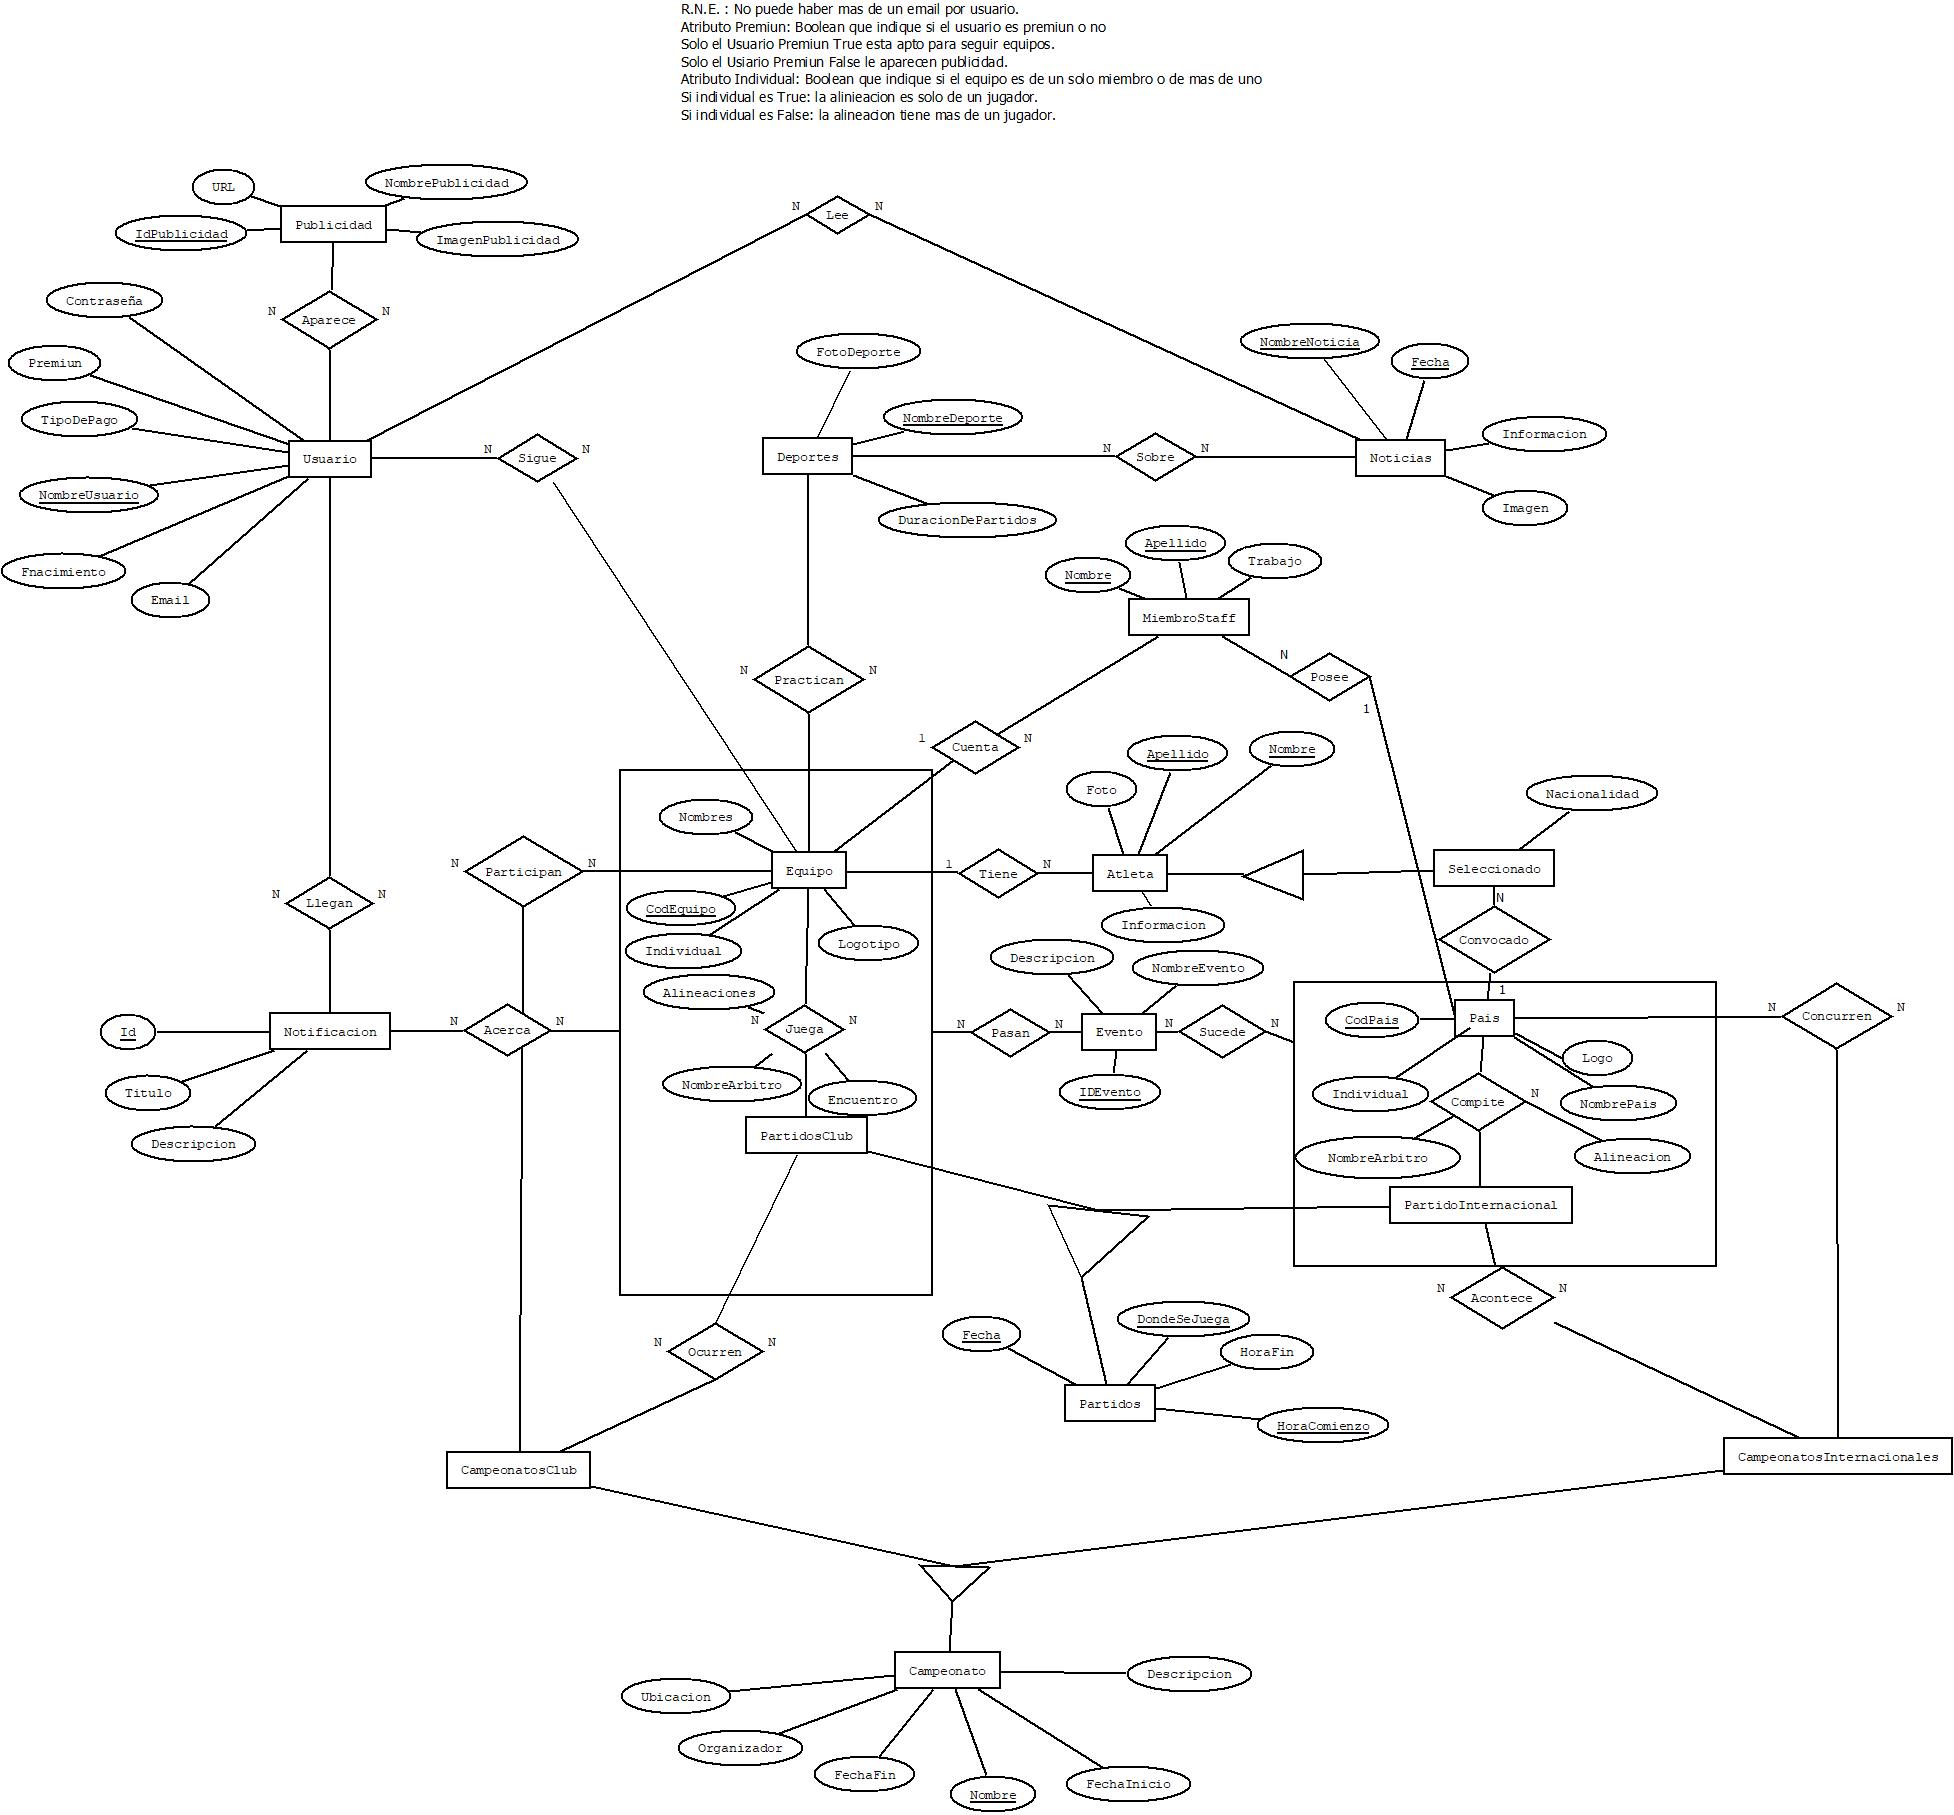 R.N.E. : No puede haber mas de un email por usuario.
Atributo Premiun: Boolean que indique si el usuario es premiun o no
Solo el Usuario Premiun True esta apto para seguir equipos.
Solo el Usiario Premiun False le aparecen publicidad.
Atributo Individual: Boolean que indique si el equipo es de un solo miembro o de mas de uno
Si individual es True: la alinieacion es solo de un jugador.
Si individual es False: la alineacion tiene mas de un jugador.
URL
NombrePublicidad
Publicidad
IdPublicidad
ImagenPublicidad
N Lee N
Contraseña
N Aparece N
Premiun
TipoDePago
FotoDeporte
NombreNoticia
Fecha
NombreDeporte
Informacion
Usuario
N Sigue N
Deportes
N Sobre N
Noticias
NombreUsuario
Imagen
DuracionDePartidos
Fnacimiento
Email
Apellido
Nombre
Trabajo
MiembroStaff
N Practican N
N Posee 1
1 Cuenta N
Apellido
Nombre
Foto
Nacionalidad
Nombres
N Participan N
Equipo
1 Tiene N
Atleta
Seleccionado
N Llegan N
CodEquipo
N
Informacion
Individual
Logotipo
Convocado
Descripcion
NombreEvento
Alineaciones
1
Id
Notificacion
N Acerca N
N Juega N
N Pasan N
Evento
N Sucede N
CodPais
Pais
N Concurren N
Logo
Titulo
NombreArbitro
Encuentro
IDEvento
Individual
Compite N
NombrePais
Descripcion
PartidosClub
NombreArbitro
Alineacion
PartidoInternacional
N Acontece N
N Ocurren N
Fecha
DondeSeJuega
HoraFin
Partidos
HoraComienzo
CampeonatosClub
CampeonatosInternacionales
Campeonato
Descripcion
Ubicacion
Organizador
FechaFin
Nombre
FechaInicio